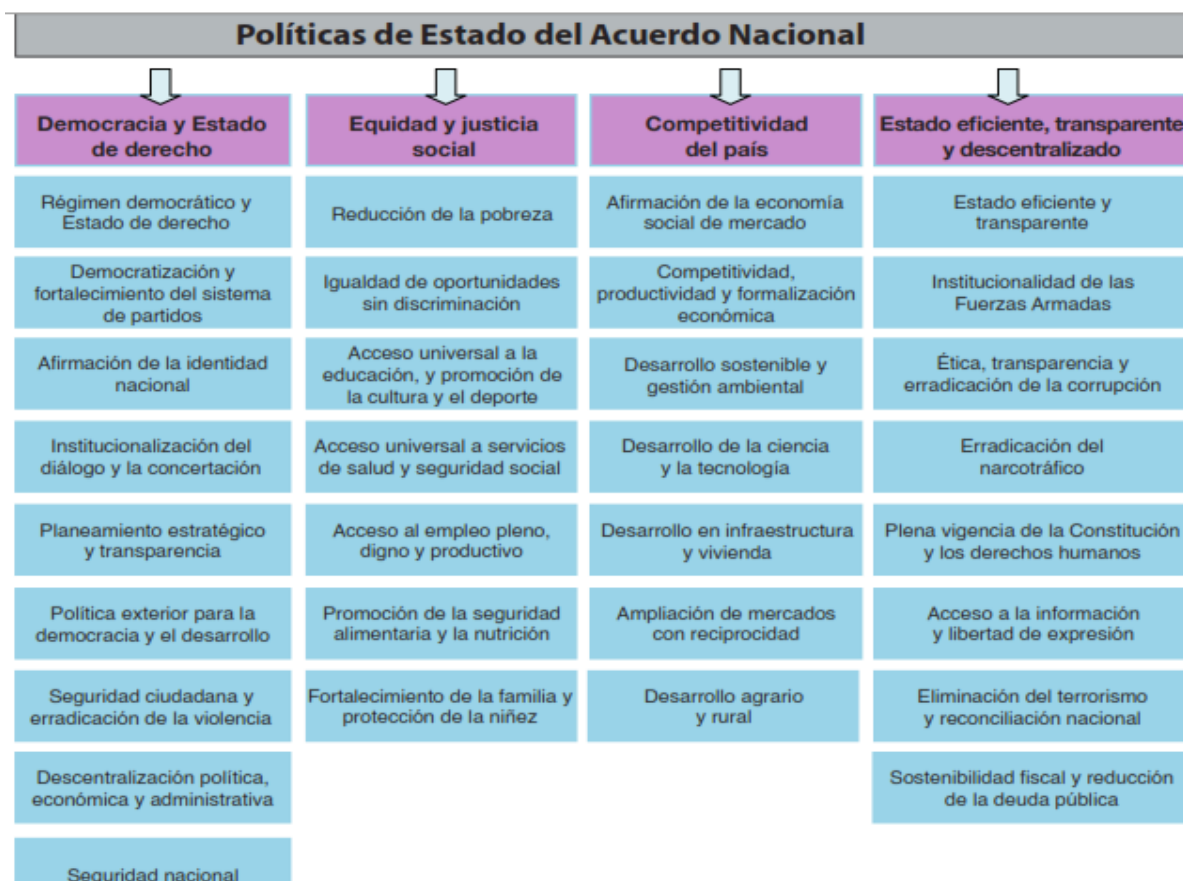 Políticas de Estado del Acuerdo Nacional
Democracia y Estado
de derecho
Régimen democrático y
Estado de derecho
Democratización y
fortalecimiento del sistema
de partidos
Afirmación de la identidad
nacional
Institucionalización del
diálogo y la concertación
Planeamiento estratégico
y transparencia
Política exterior para la
democracia y el desarrollo
Seguridad ciudadana y
erradicación de la violencia
Descentralización política,
económica y administrativa
Seguridad nacional
Equidad y justicia
social
Reducción de la pobreza
Igualdad de oportunidades
sin discriminación
Acceso universal a la
educación, y promoción de
la cultura y el deporte
Acceso universal a servicios
de salud y seguridad social
Acceso al empleo pleno,
digno y productivo
Promoción de la seguridad
alimentaria y la nutrición
Fortalecimiento de la familia y
protección de la niñez
Competitividad
del país
Afirmación de la economía
social de mercado
Competitividad,
productividad y formalización
económica
Desarrollo sostenible y
gestión ambiental
Desarrollo de la ciencia
y la tecnología
Desarrollo en infraestructura
y vivienda
Ampliación de mercados
con reciprocidad
Desarrollo agrario
y rural
Estado eficiente, transparente
y descentralizado
Estado eficiente y
transparente
Institucionalidad de las
Fuerzas Armadas
Ética, transparencia y
erradicación de la corrupción
Erradicación del
narcotráfico
Plena vigencia de la Constitución
y los derechos humanos
Acceso a la información
y libertad de expresión
Eliminación del terrorismo
y reconciliación nacional
Sostenibilidad fiscal y reducción
de la deuda pública